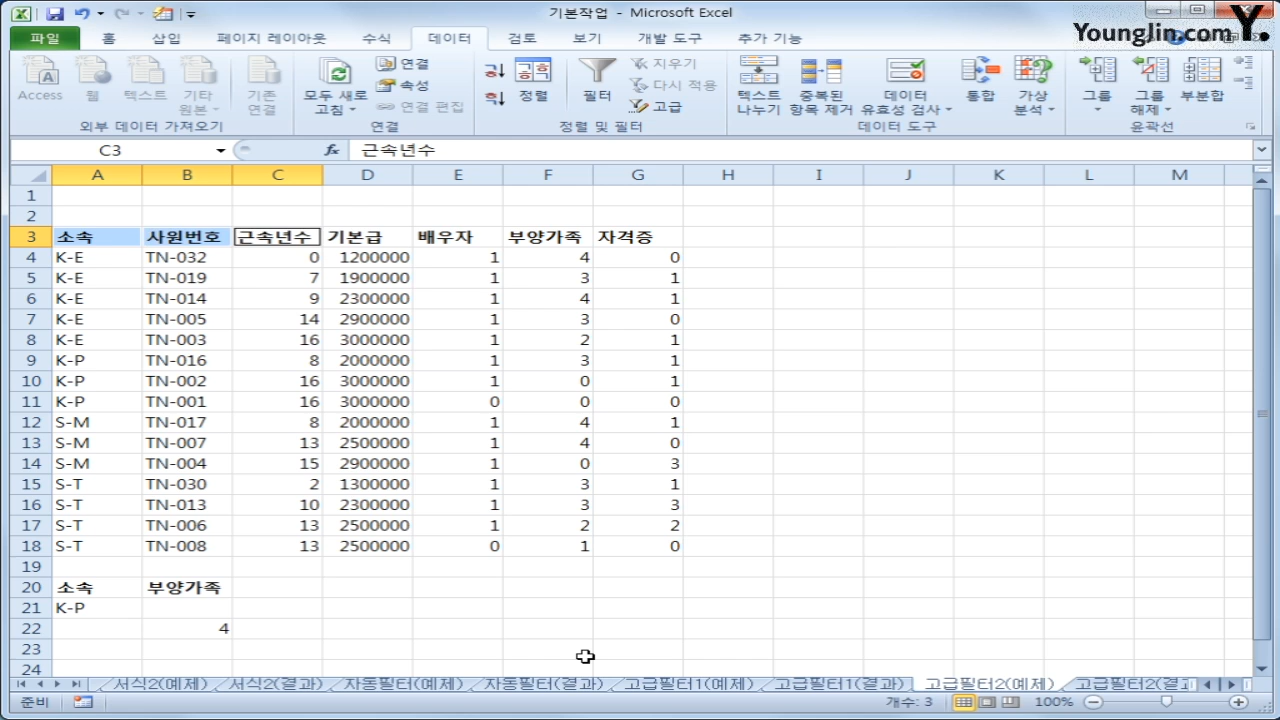 기본작업 - Microsoft Excel
Younglin.com Y.
파일 홈 삽입 페이지 레이아웃 수식 데이터 검토 보기 개발 도구 추가 기능
Access 웹 텍스트 기타 원본 기존 연결 모두 새로 고침 연결 속성 연결 편집 정렬 필터 지우기 다시 적용 고급 텍스트 나누기 중복된 항목 제거 데이터 유효성 검사 통합 가상 분석 그룹 그룹 해제 부분합
외부 데이터 가져오기 연결 정렬 및 필터 데이터 도구 윤곽선
C3 fx 근속년수
A B C D E F G H I J K L M
1
2
3 소속 사원번호 근속년수 기본급 배우자 부양가족 자격증
4 K-E TN-032 0 1200000 1 4 0
5 K-E TN-019 7 1900000 1 3 1
6 K-E TN-014 9 2300000 1 4 1
7 K-E TN-005 14 2900000 1 3 0
8 K-E TN-003 16 3000000 1 2 1
9 K-P TN-016 8 2000000 1 3 1
10 K-P TN-002 16 3000000 1 0 1
11 K-P TN-001 16 3000000 0 0 0
12 S-M TN-017 8 2000000 1 4 1
13 S-M TN-007 13 2500000 1 4 0
14 S-M TN-004 15 2900000 1 0 3
15 S-T TN-030 2 1300000 1 3 1
16 S-T TN-013 10 2300000 1 3 3
17 S-T TN-006 13 2500000 1 2 2
18 S-T TN-008 13 2500000 0 1 0
19
20 소속 부양가족
21 K-P
22 4
23
24
서식2(예제) 서식2(결과) 자동필터(예제) 자동필터(결과) 고급필터1(예제) 고급필터1(결과) 고급필터2(예제) 고급필터2(결
준비 개수: 3 100%